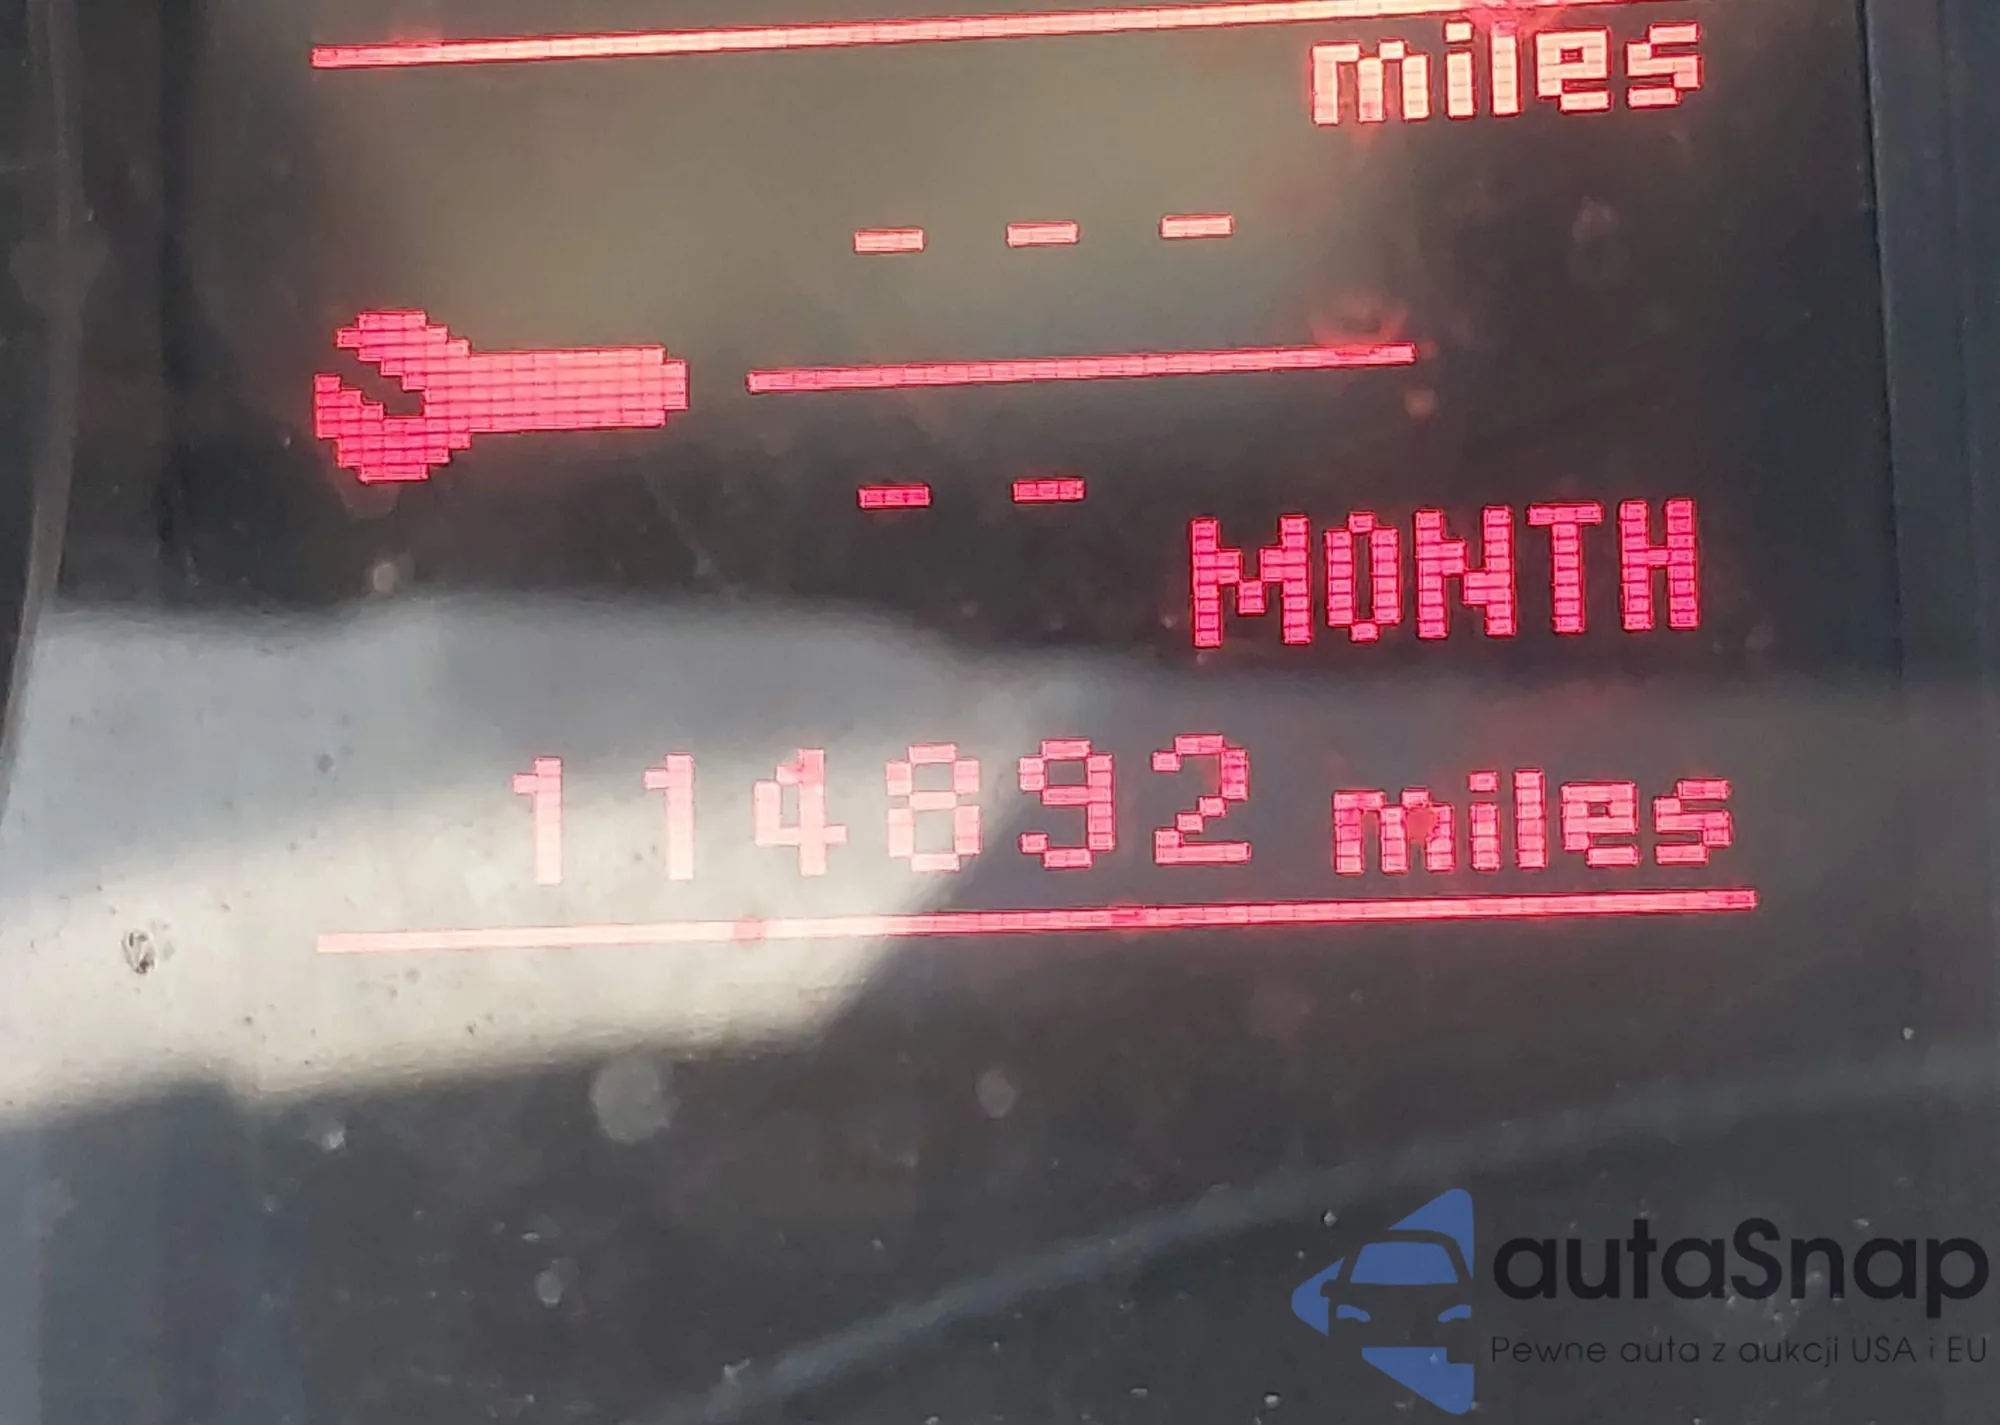 miles
- - -
- -
MONTH
114892 miles
autaSnap
Pewne auta z aukcji USA i EU